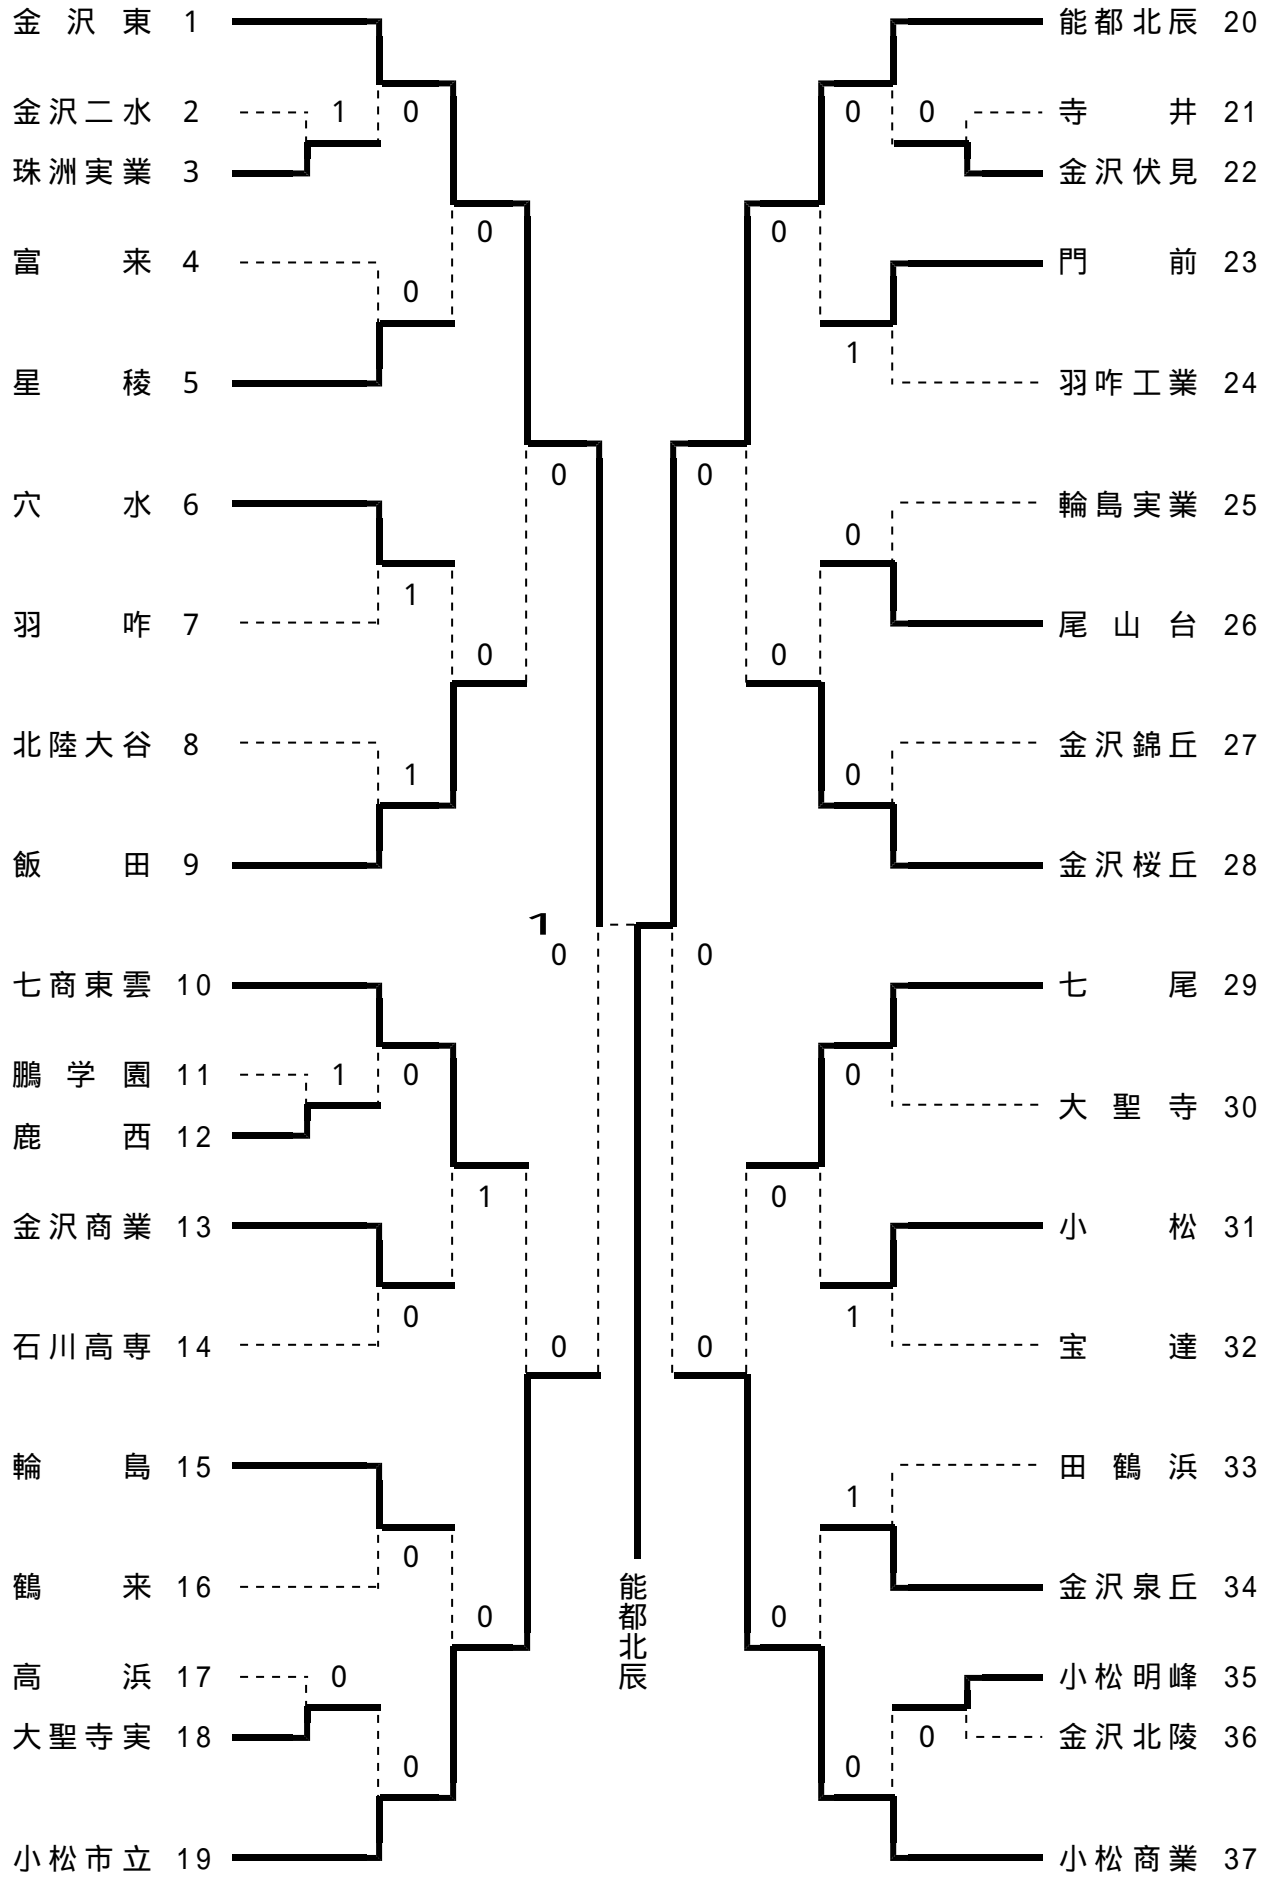 金沢東 1
金沢二水 2
1
0
珠洲実業 3
0
富来 4
0
星稜 5
0
穴水 6
1
羽咋 7
0
北陸大谷 8
1
飯田 9
1
0
七商東雲 10
鵬学園 11
1
0
鹿西 12
1
金沢商業 13
0
石川高専 14
0
輪島 15
0
鶴来 16
0
高浜 17
0
大聖寺実 18
0
小松市立 19
能都北辰
能都北辰 20
0
0
寺井 21
金沢伏見 22
0
門前 23
1
羽咋工業 24
0
輪島実業 25
0
尾山台 26
0
金沢錦丘 27
0
金沢桜丘 28
0
七尾 29
0
大聖寺 30
0
小松 31
1
宝達 32
0
田鶴浜 33
1
金沢泉丘 34
0
小松明峰 35
0
金沢北陵 36
0
小松商業 37